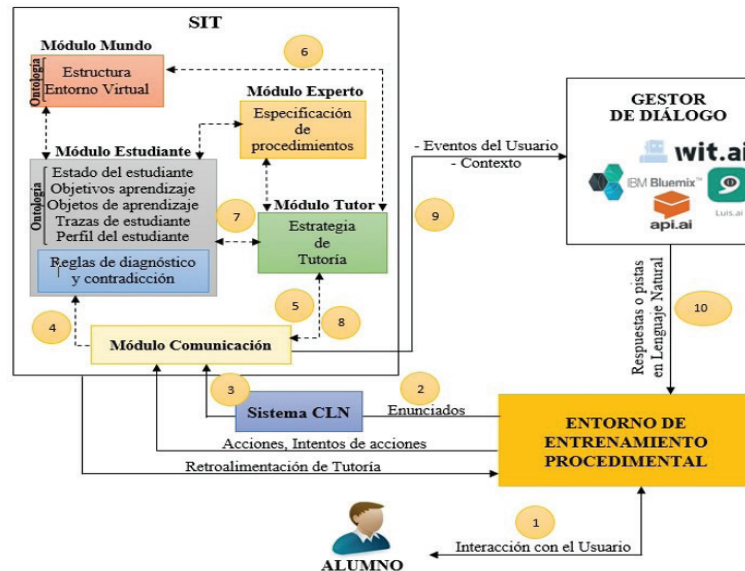 SIT
Módulo Mundo
Ontología
Estructura
Entorno Virtual
6
Módulo Experto
Especificación
de
procedimientos
Módulo Estudiante
Ontología
Estado del estudiante
Objetivos aprendizaje
Objetos de aprendizaje
Trazas de estudiante
Perfil del estudiante
Reglas de diagnóstico
y contradicción
7
Módulo Tutor
Estrategia
de
Tutoría
4
5
8
Módulo Comunicación
- Eventos del Usuario
- Contexto
9
GESTOR
DE DIÁLOGO
wit.ai
IBM Bluemix™
Luis.ai
api.ai
10
Respuestas o pistas
en Lenguaje Natural
3
Sistema CLN
2
Enunciados
Acciones, Intentos de acciones
Retroalimentación de Tutoría
ENTORNO DE
ENTRENAMIENTO
PROCEDIMENTAL
1
Interacción con el Usuario
ALUMNO